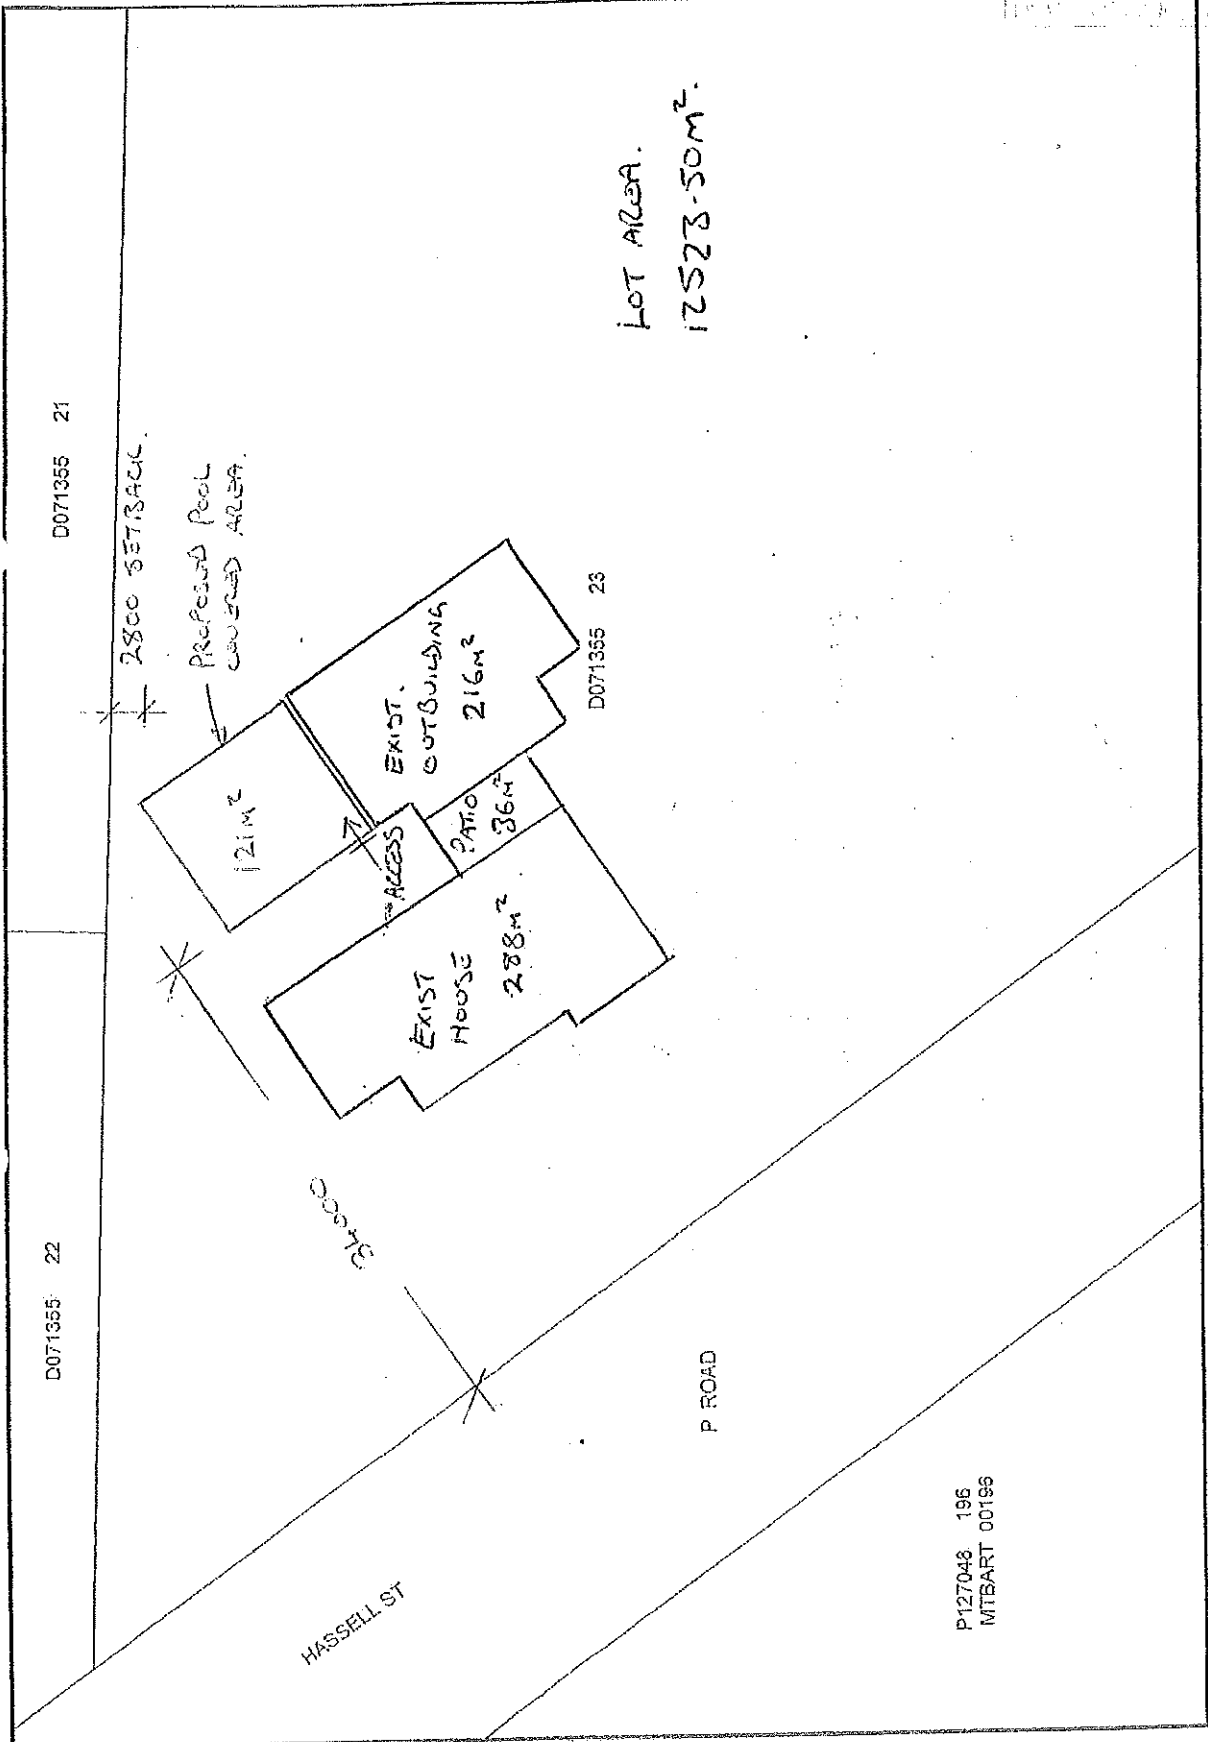 D071355 22
D071355 21
2800 SETBACK.
PROPOSED POOL
COVERED AREA.
121M²
ACCESS
EXIST.
OUTBUILDING
216M²
PATIO
36M²
EXIST
HOUSE
288M²
D071355 23
LOT AREA.
12523-50M².
34000
HASSELL ST
P ROAD
P127048 196
MTBART 00196